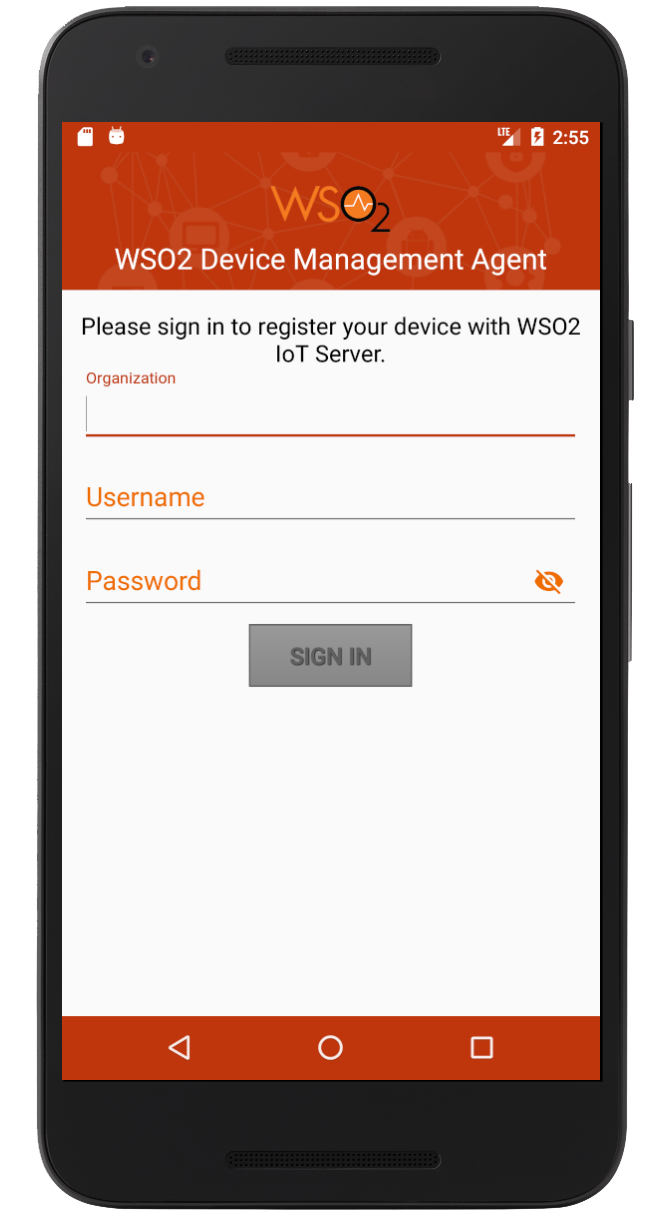 LTE 2:55
WSO2
WSO2 Device Management Agent
Please sign in to register your device with WSO2
IoT Server.
Organization
Username
Password
SIGN IN